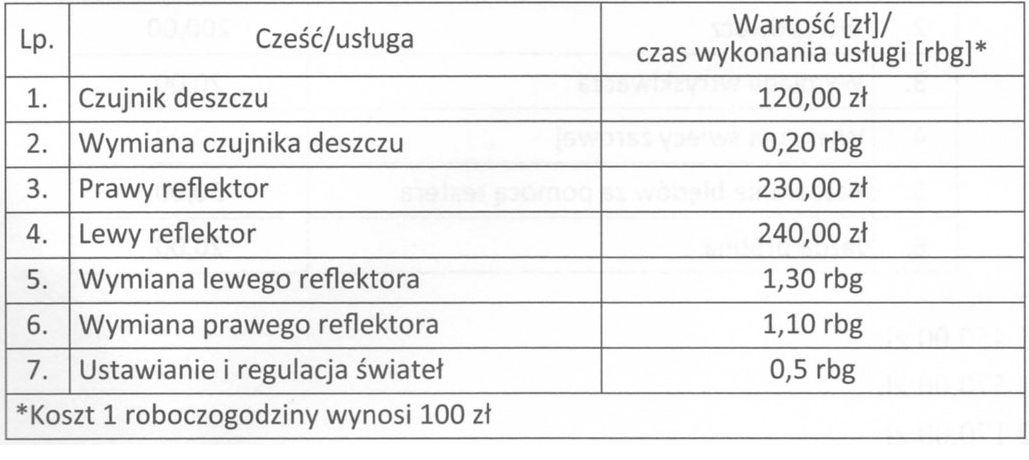 Lp. Cześć/usługa Wartość [zł]/
czas wykonania usługi [rbg]*
1. Czujnik deszczu 120,00 zł
2. Wymiana czujnika deszczu 0,20 rbg
3. Prawy reflektor 230,00 zł
4. Lewy reflektor 240,00 zł
5. Wymiana lewego reflektora 1,30 rbg
6. Wymiana prawego reflektora 1,10 rbg
7. Ustawianie i regulacja świateł 0,5 rbg
*Koszt 1 roboczogodziny wynosi 100 zł